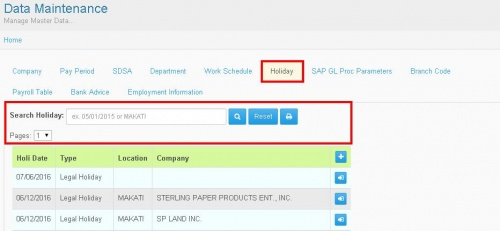 Data Maintenance
Manage Master Data..
Home
Company Pay Period SDSA Department Work Schedule Holiday SAP GL Proc Parameters Branch Code
Payroll Table Bank Advice Employment Information
Search Holiday: ex. 05/01/2015 or MAKATI Reset
Pages: 1
Holi Date Type Location Company
07/06/2016 Legal Holiday
06/12/2016 Legal Holiday MAKATI STERLING PAPER PRODUCTS ENT., INC.
06/12/2016 Legal Holiday MAKATI SP LAND INC.